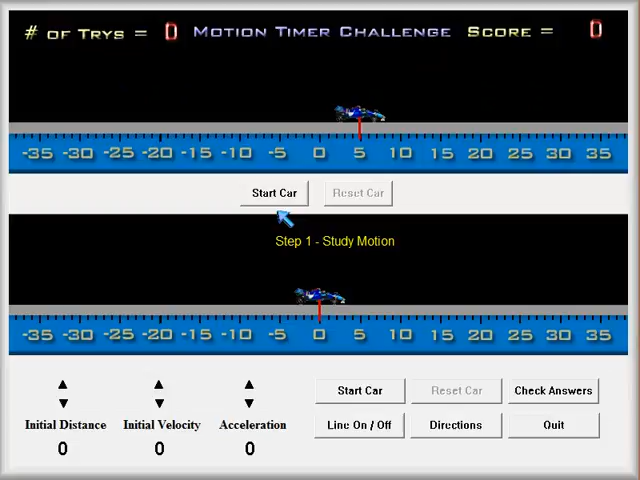 # of Trys = 0 Motion Timer Challenge Score = 0
-35 -30 -25 -20 -15 -10 -5 0 5 10 15 20 25 30 35
Start Car Reset Car
Step 1 - Study Motion
-35 -30 -25 -20 -15 -10 -5 0 5 10 15 20 25 30 35
Start Car Reset Car Check Answers
Initial Distance Initial Velocity Acceleration Line On / Off Directions Quit
0 0 0